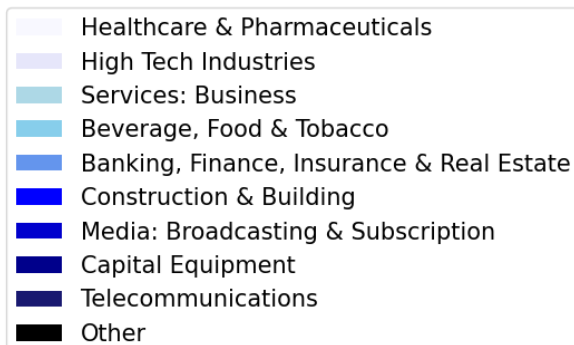 Healthcare & Pharmaceuticals
High Tech Industries
Services: Business
Beverage, Food & Tobacco
Banking, Finance, Insurance & Real Estate
Construction & Building
Media: Broadcasting & Subscription
Capital Equipment
Telecommunications
Other